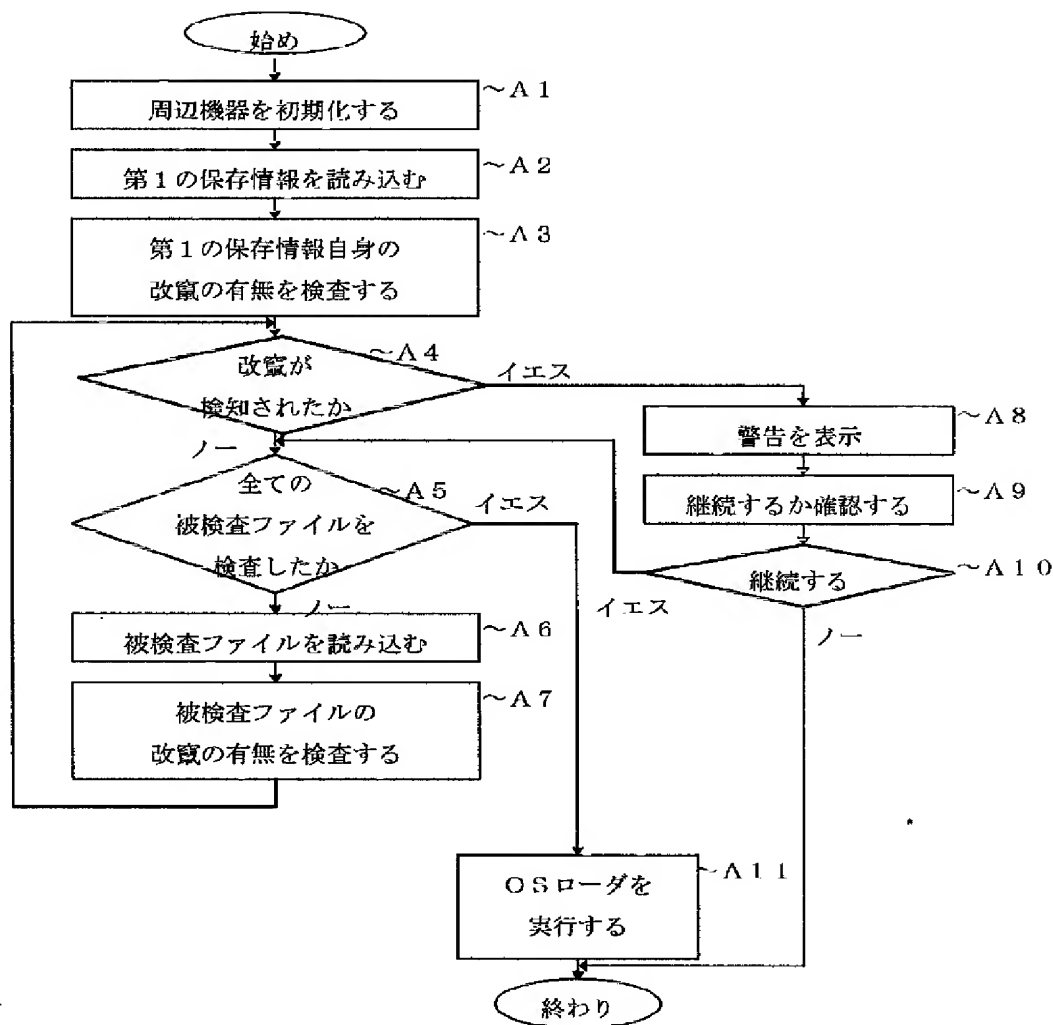 始め
周辺機器を初期化する
～A1
第1の保存情報を読み込む
～A2
第1の保存情報自身の
改竄の有無を検査する
～A3
改竄が
検知されたか
～A4
イエス
ノー
警告を表示
～A8
継続するか確認する
～A9
継続する
～A10
イエス
ノー
全ての
被検査ファイルを
検査したか
～A5
イエス
ノー
被検査ファイルを読み込む
～A6
被検査ファイルの
改竄の有無を検査する
～A7
OSローダを
実行する
～A11
終わり